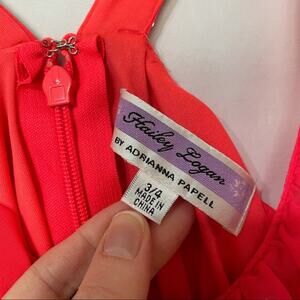 Hailey Logan
BY ADRIANNA PAPELL
3/4
MADE IN
CHINA